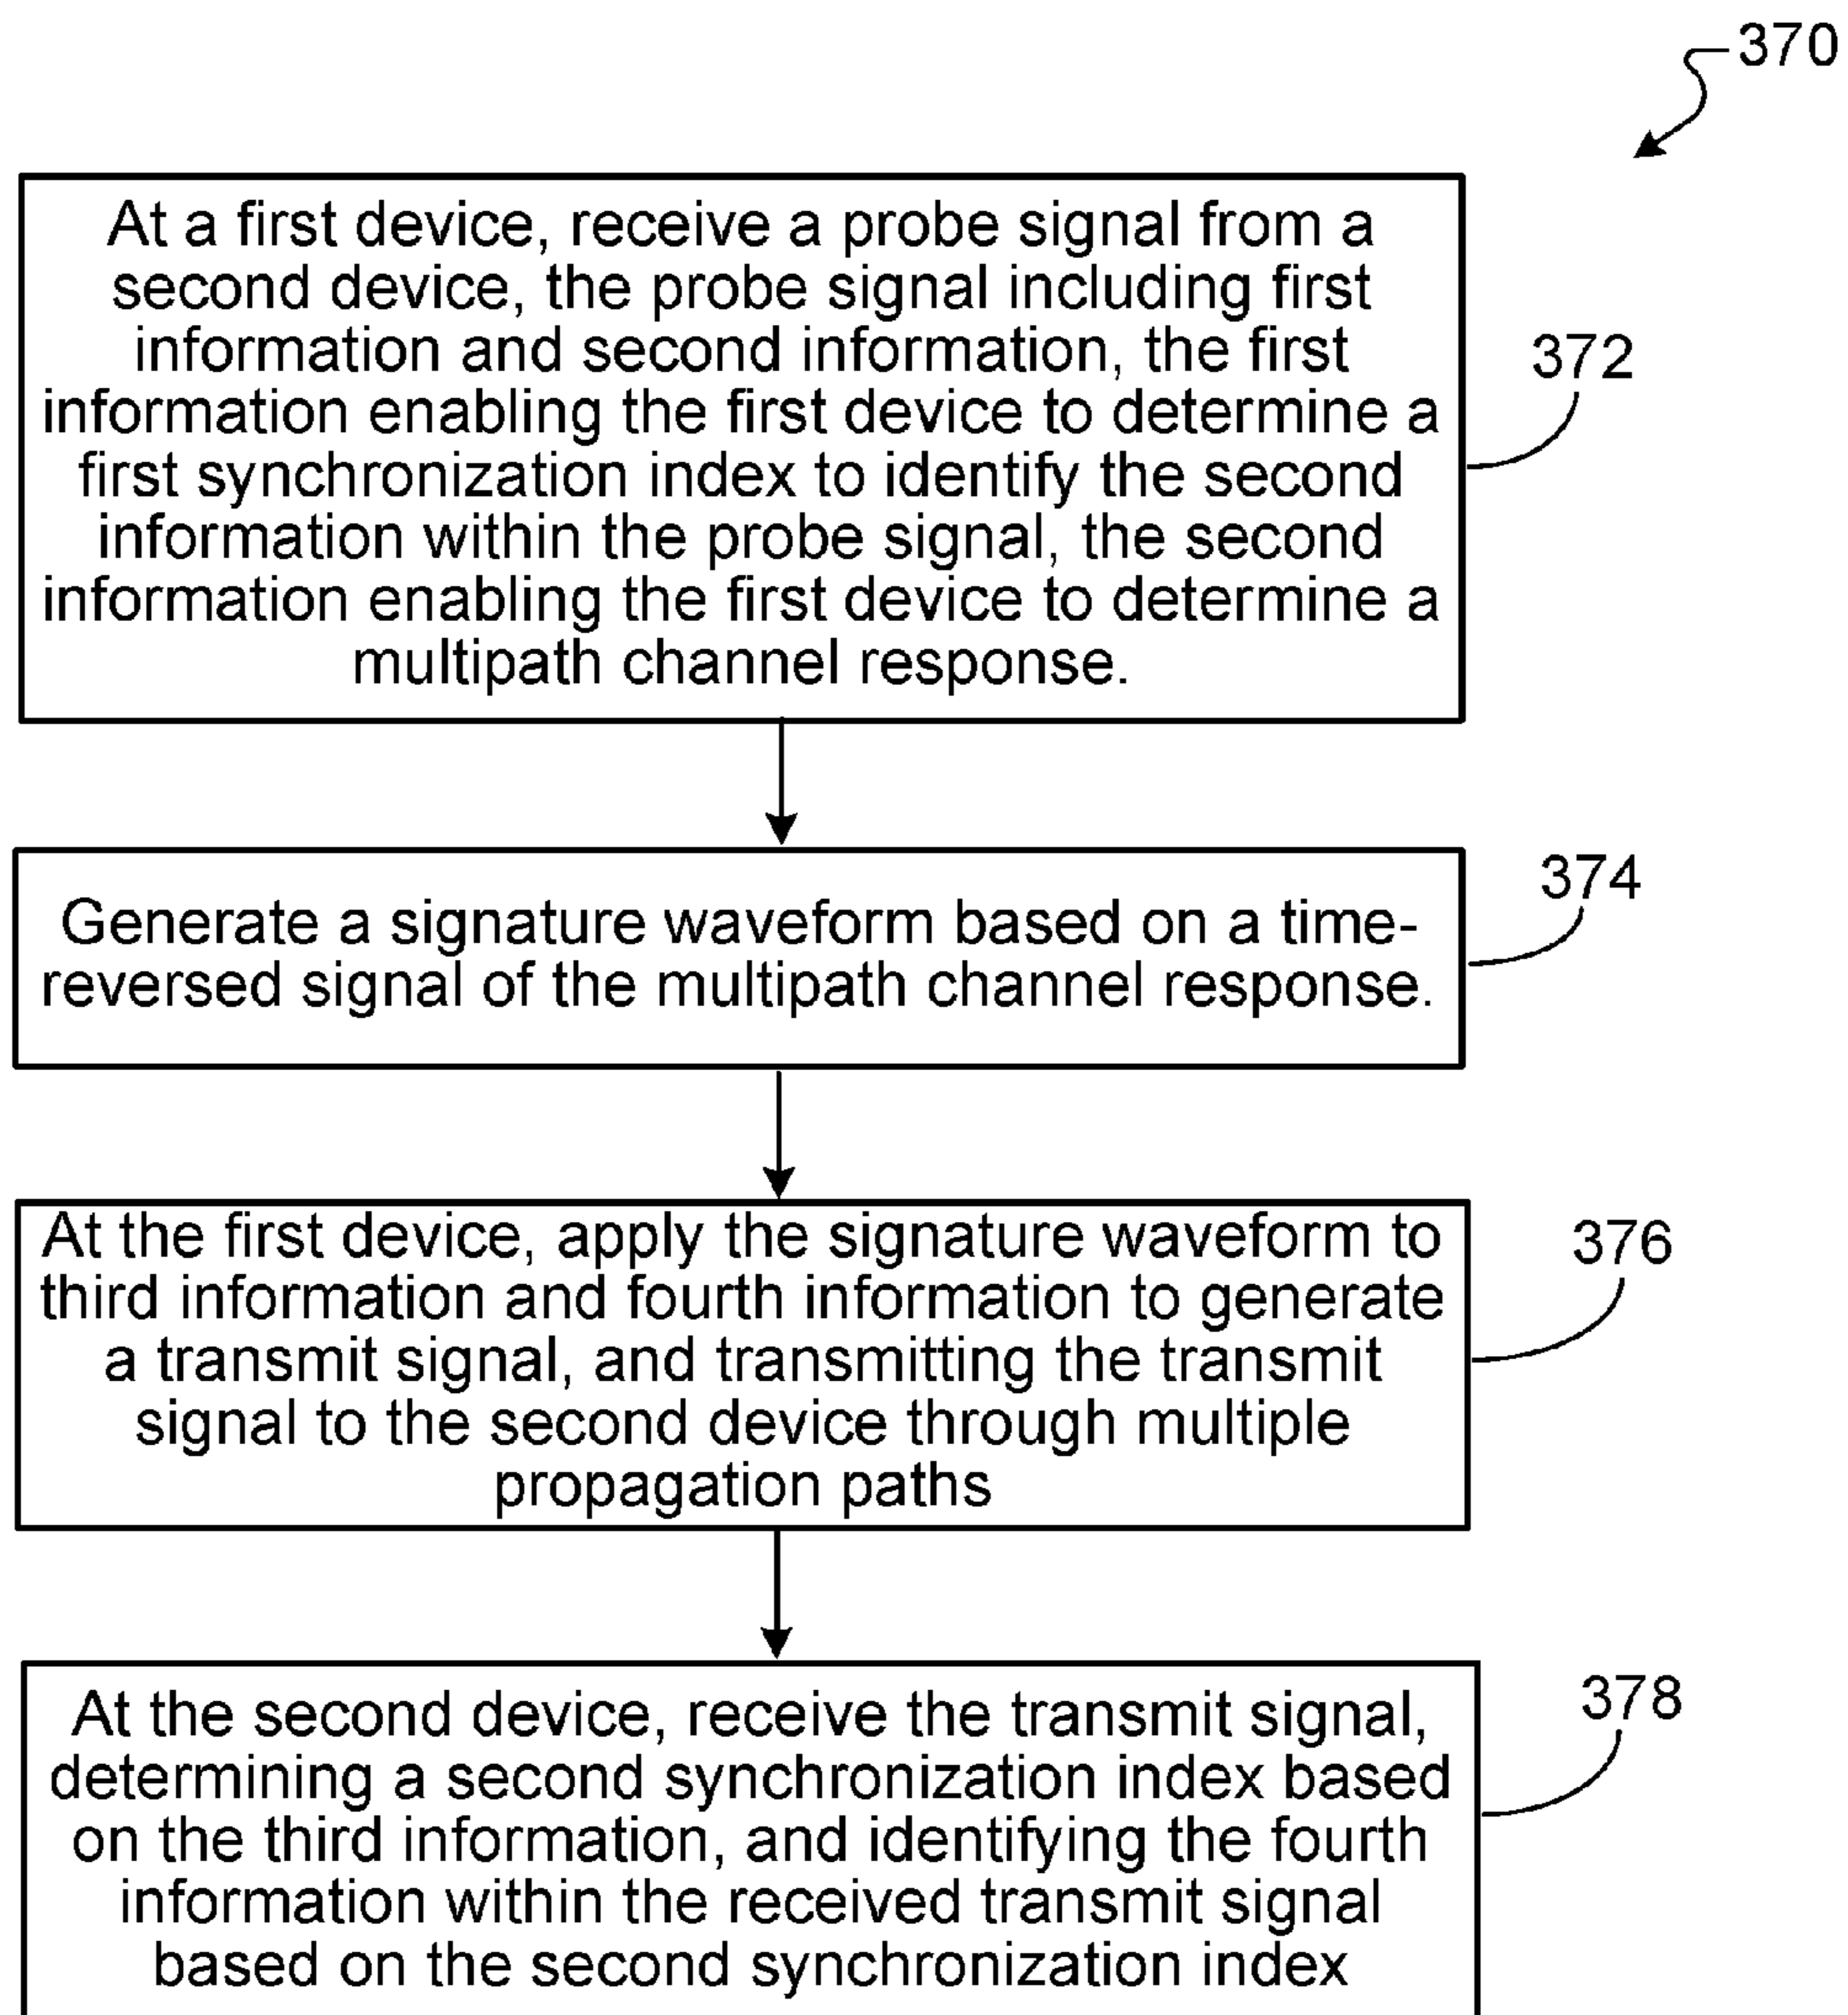 370
At a first device, receive a probe signal from a
second device, the probe signal including first
information and second information, the first
information enabling the first device to determine a
first synchronization index to identify the second
information within the probe signal, the second
information enabling the first device to determine a
multipath channel response.
372
Generate a signature waveform based on a time-
reversed signal of the multipath channel response.
374
At the first device, apply the signature waveform to
third information and fourth information to generate
a transmit signal, and transmitting the transmit
signal to the second device through multiple
propagation paths
376
At the second device, receive the transmit signal,
determining a second synchronization index based
on the third information, and identifying the fourth
information within the received transmit signal
based on the second synchronization index
378